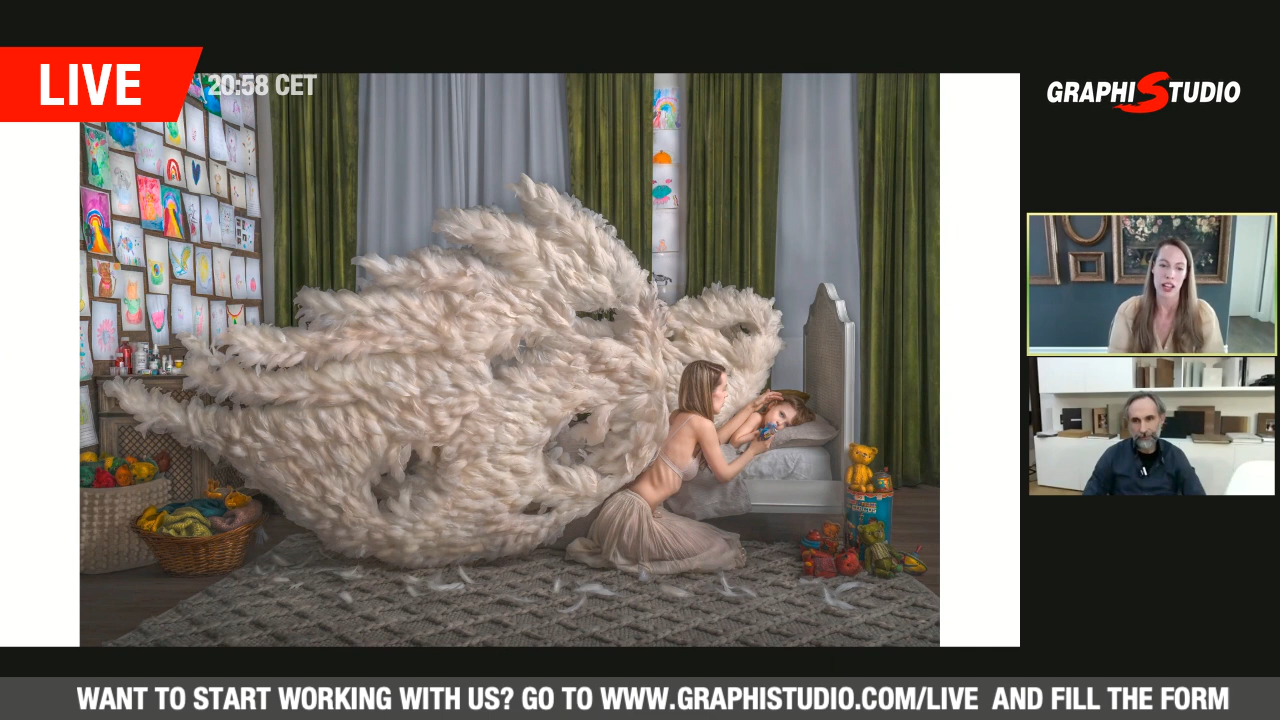 LIVE
20:58 CET
GRAPHISTUDIO
WANT TO START WORKING WITH US? GO TO WWW.GRAPHISTUDIO.COM/LIVE AND FILL THE FORM